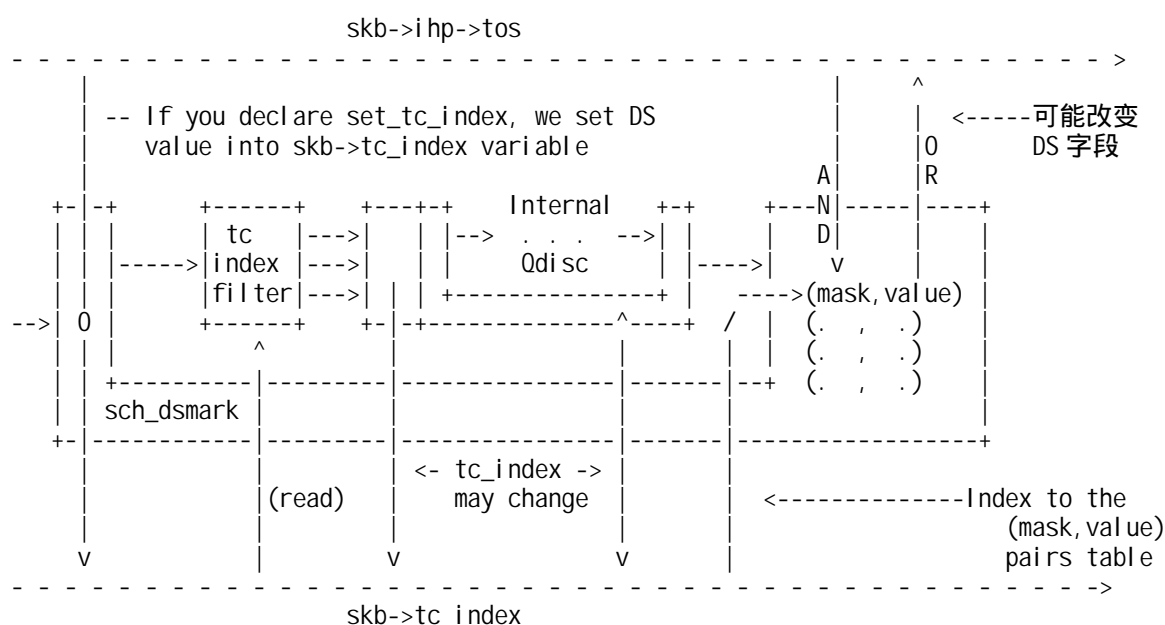 skb->ihp->tos
- - - - - - - - - - - - - - - - - - - - - - - - - - - - - - - - - - - - - - - - - >
-- If you declare set_tc_index, we set DS <-----可能改变
value into skb->tc_index variable O DS 字段
A R
+-|-+ +------+ +---+-+ Internal +-+ +---N|-----|----+
| | | | tc |--->| | |--> . . . -->| | | D| | |
| | |----->|index |--->| | | Qdisc | |---->| v | |
| | | |filter|--->| | | +---------------+ | ---->(mask,value) |
-->| O | +------+ +-|-+--------------^----+ / | (. , .) |
| | | ^ | | | | (. , .) |
| | +----------|---------|----------------|-------|--+ (. , .) |
| | sch_dsmark | | | | |
+-|------------|---------|----------------|-------|------------------+
| | | <- tc_index -> | |
| |(read) | may change | | <--------------Index to the
| | | | | (mask,value)
v | v v | pairs table
- - - - - - - - - - - - - - - - - - - - - - - - - - - - - - - - - - - - - - - - ->
skb->tc index